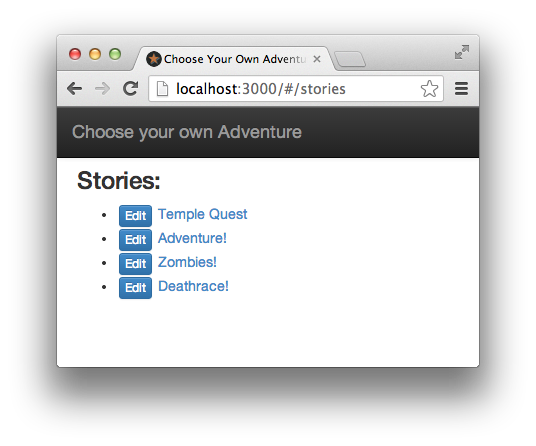 Choose Your Own Adventu
localhost:3000/#/stories
Choose your own Adventure
Stories:
• Edit Temple Quest
• Edit Adventure!
• Edit Zombies!
• Edit Deathrace!